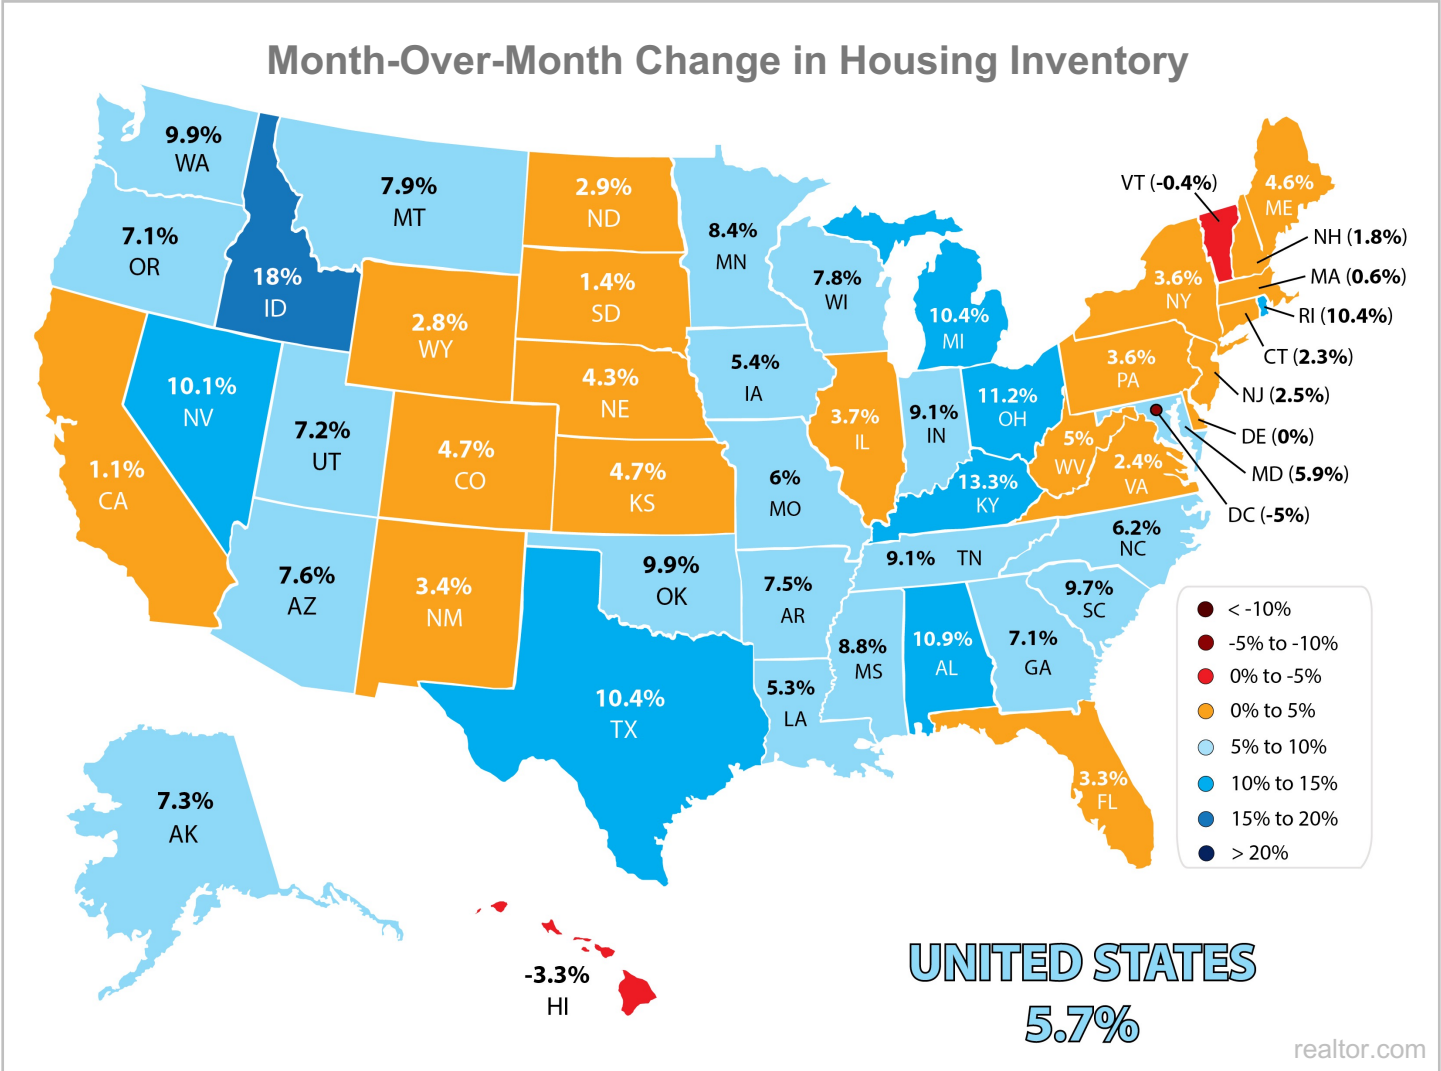 Month-Over-Month Change in Housing Inventory
9.9%
WA
7.1%
OR
18%
ID
7.9%
MT
2.9%
ND
1.4%
SD
2.8%
WY
4.3%
NE
8.4%
MN
7.8%
WI
10.4%
MI
VT (-0.4%)
4.6%
ME
NH (1.8%)
MA (0.6%)
RI (10.4%)
CT (2.3%)
NJ (2.5%)
DE (0%)
MD (5.9%)
DC (-5%)
3.6%
NY
3.6%
PA
5.4%
IA
3.7%
IL
9.1%
IN
11.2%
OH
5%
WV
2.4%
VA
13.3%
KY
10.1%
NV
1.1%
CA
7.2%
UT
4.7%
CO
4.7%
KS
6%
MO
9.1% TN
6.2%
NC
9.7%
SC
7.6%
AZ
3.4%
NM
9.9%
OK
7.5%
AR
8.8%
MS
10.9%
AL
7.1%
GA
5.3%
LA
10.4%
TX
3.3%
FL
7.3%
AK
-3.3%
HI
< -10%
-5% to -10%
0% to -5%
0% to 5%
5% to 10%
10% to 15%
15% to 20%
> 20%
UNITED STATES
5.7%
realtor.com